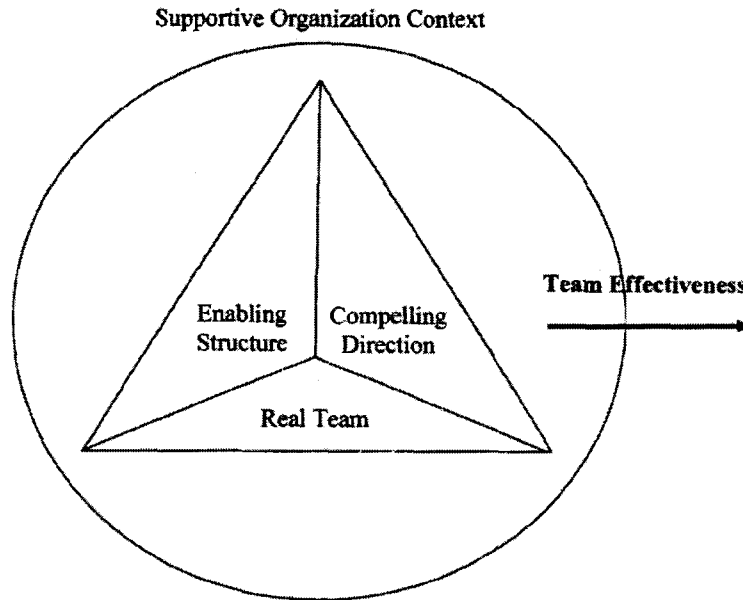 Supportive Organization Context
Team Effectiveness
Enabling
Structure
Compelling
Direction
Real Team